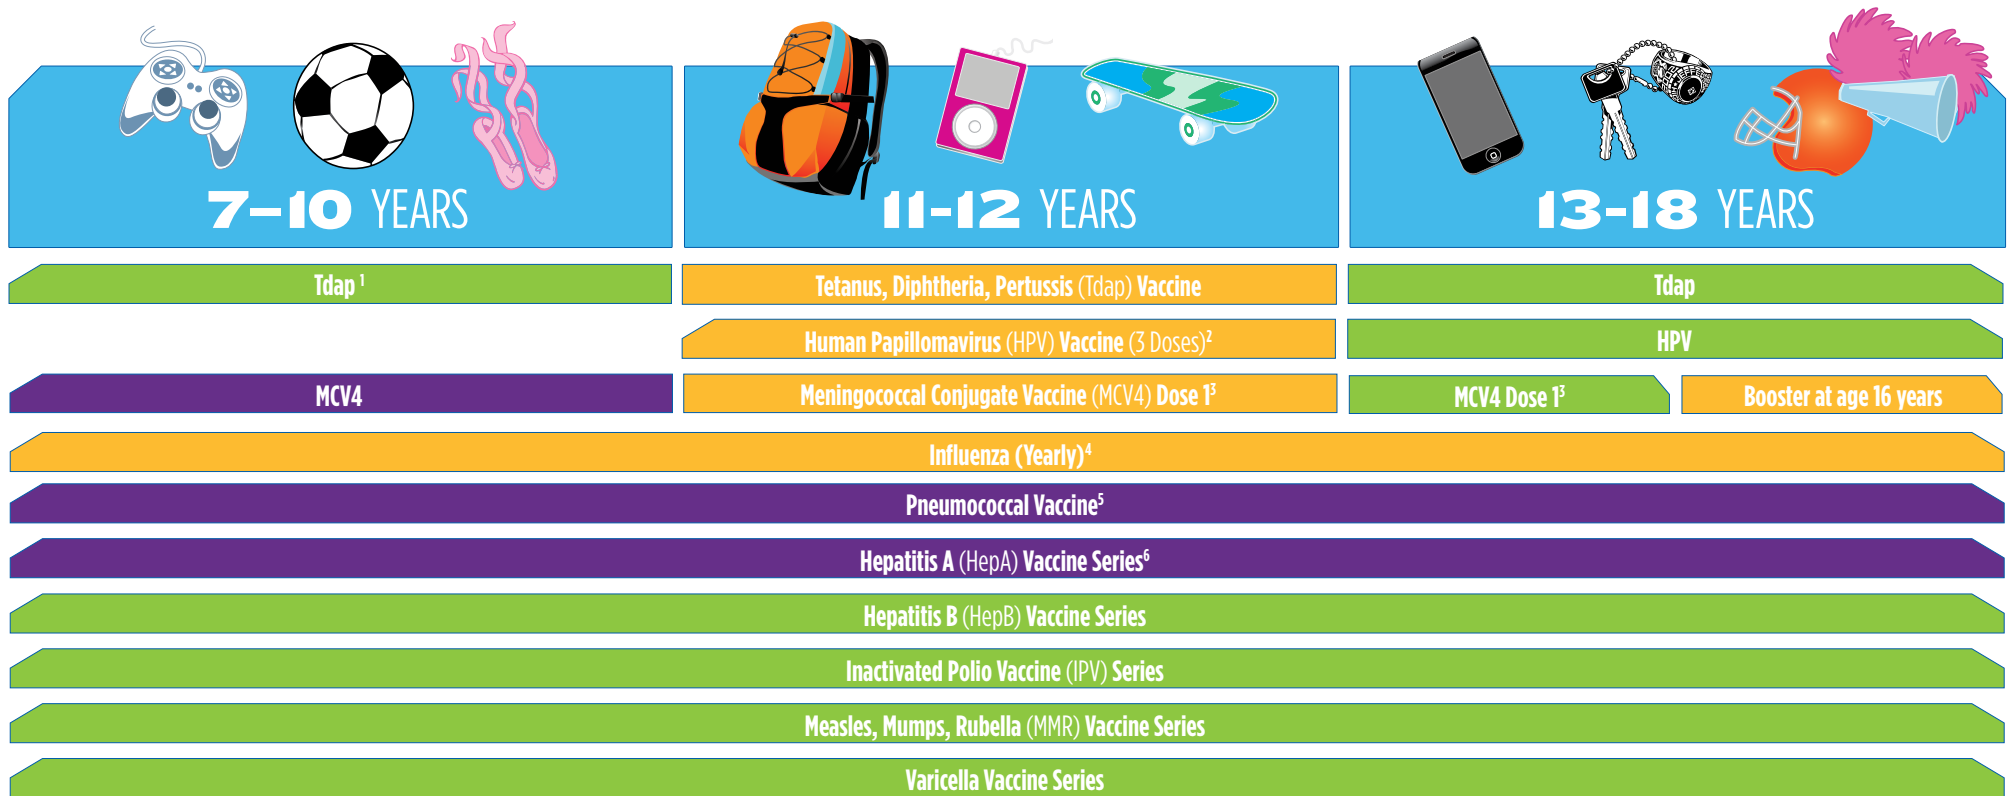 7–10 YEARS
11-12 YEARS
13-18 YEARS
Tdap 1
Tetanus, Diphtheria, Pertussis (Tdap) Vaccine
Tdap
Human Papillomavirus (HPV) Vaccine (3 Doses)2
HPV
MCV4
Meningococcal Conjugate Vaccine (MCV4) Dose 13
MCV4 Dose 13
Booster at age 16 years
Influenza (Yearly)4
Pneumococcal Vaccine5
Hepatitis A (HepA) Vaccine Series6
Hepatitis B (HepB) Vaccine Series
Inactivated Polio Vaccine (IPV) Series
Measles, Mumps, Rubella (MMR) Vaccine Series
Varicella Vaccine Series